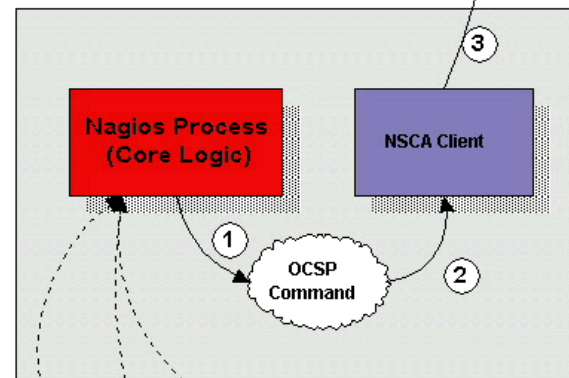 3
Nagios Process
(Core Logic)
NSCA Client
1
OCSP
Command
2